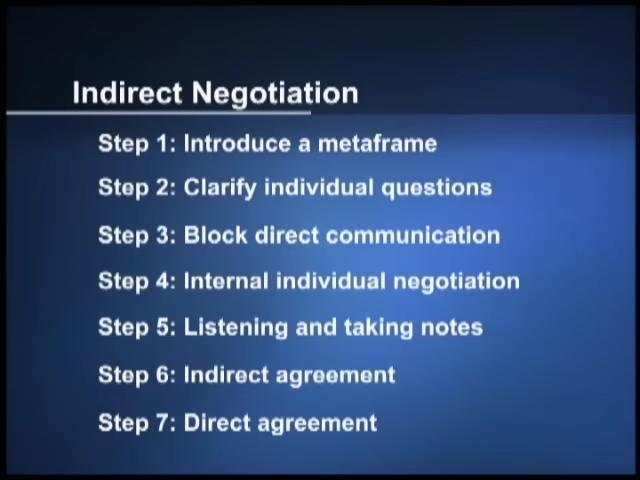 Indirect Negotiation
Step 1: Introduce a metaframe
Step 2: Clarify individual questions
Step 3: Block direct communication
Step 4: Internal individual negotiation
Step 5: Listening and taking notes
Step 6: Indirect agreement
Step 7: Direct agreement